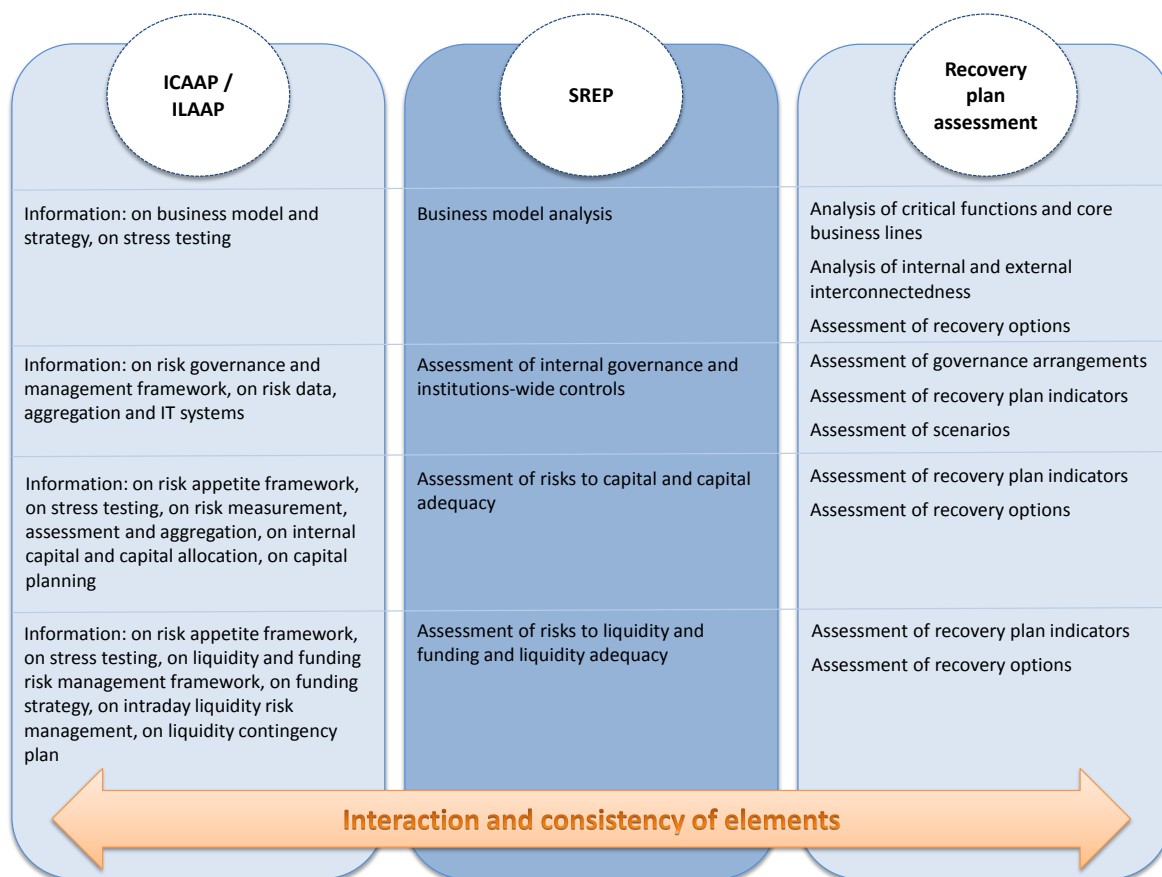 ICAAP /
ILAAP
SREP
Recovery
plan
assessment
Information: on business model and
strategy, on stress testing
Business model analysis
Analysis of critical functions and core
business lines
Analysis of internal and external
interconnectedness
Assessment of recovery options
Information: on risk governance and
management framework, on risk data,
aggregation and IT systems
Assessment of internal governance and
institutions-wide controls
Assessment of governance arrangements
Assessment of recovery plan indicators
Assessment of scenarios
Information: on risk appetite framework,
on stress testing, on risk measurement,
assessment and aggregation, on internal
capital and capital allocation, on capital
planning
Assessment of risks to capital and capital
adequacy
Assessment of recovery plan indicators
Assessment of recovery options
Information: on risk appetite framework,
on stress testing, on liquidity and funding
risk management framework, on funding
strategy, on intraday liquidity risk
management, on liquidity contingency
plan
Assessment of risks to liquidity and
funding and liquidity adequacy
Assessment of recovery plan indicators
Assessment of recovery options
Interaction and consistency of elements